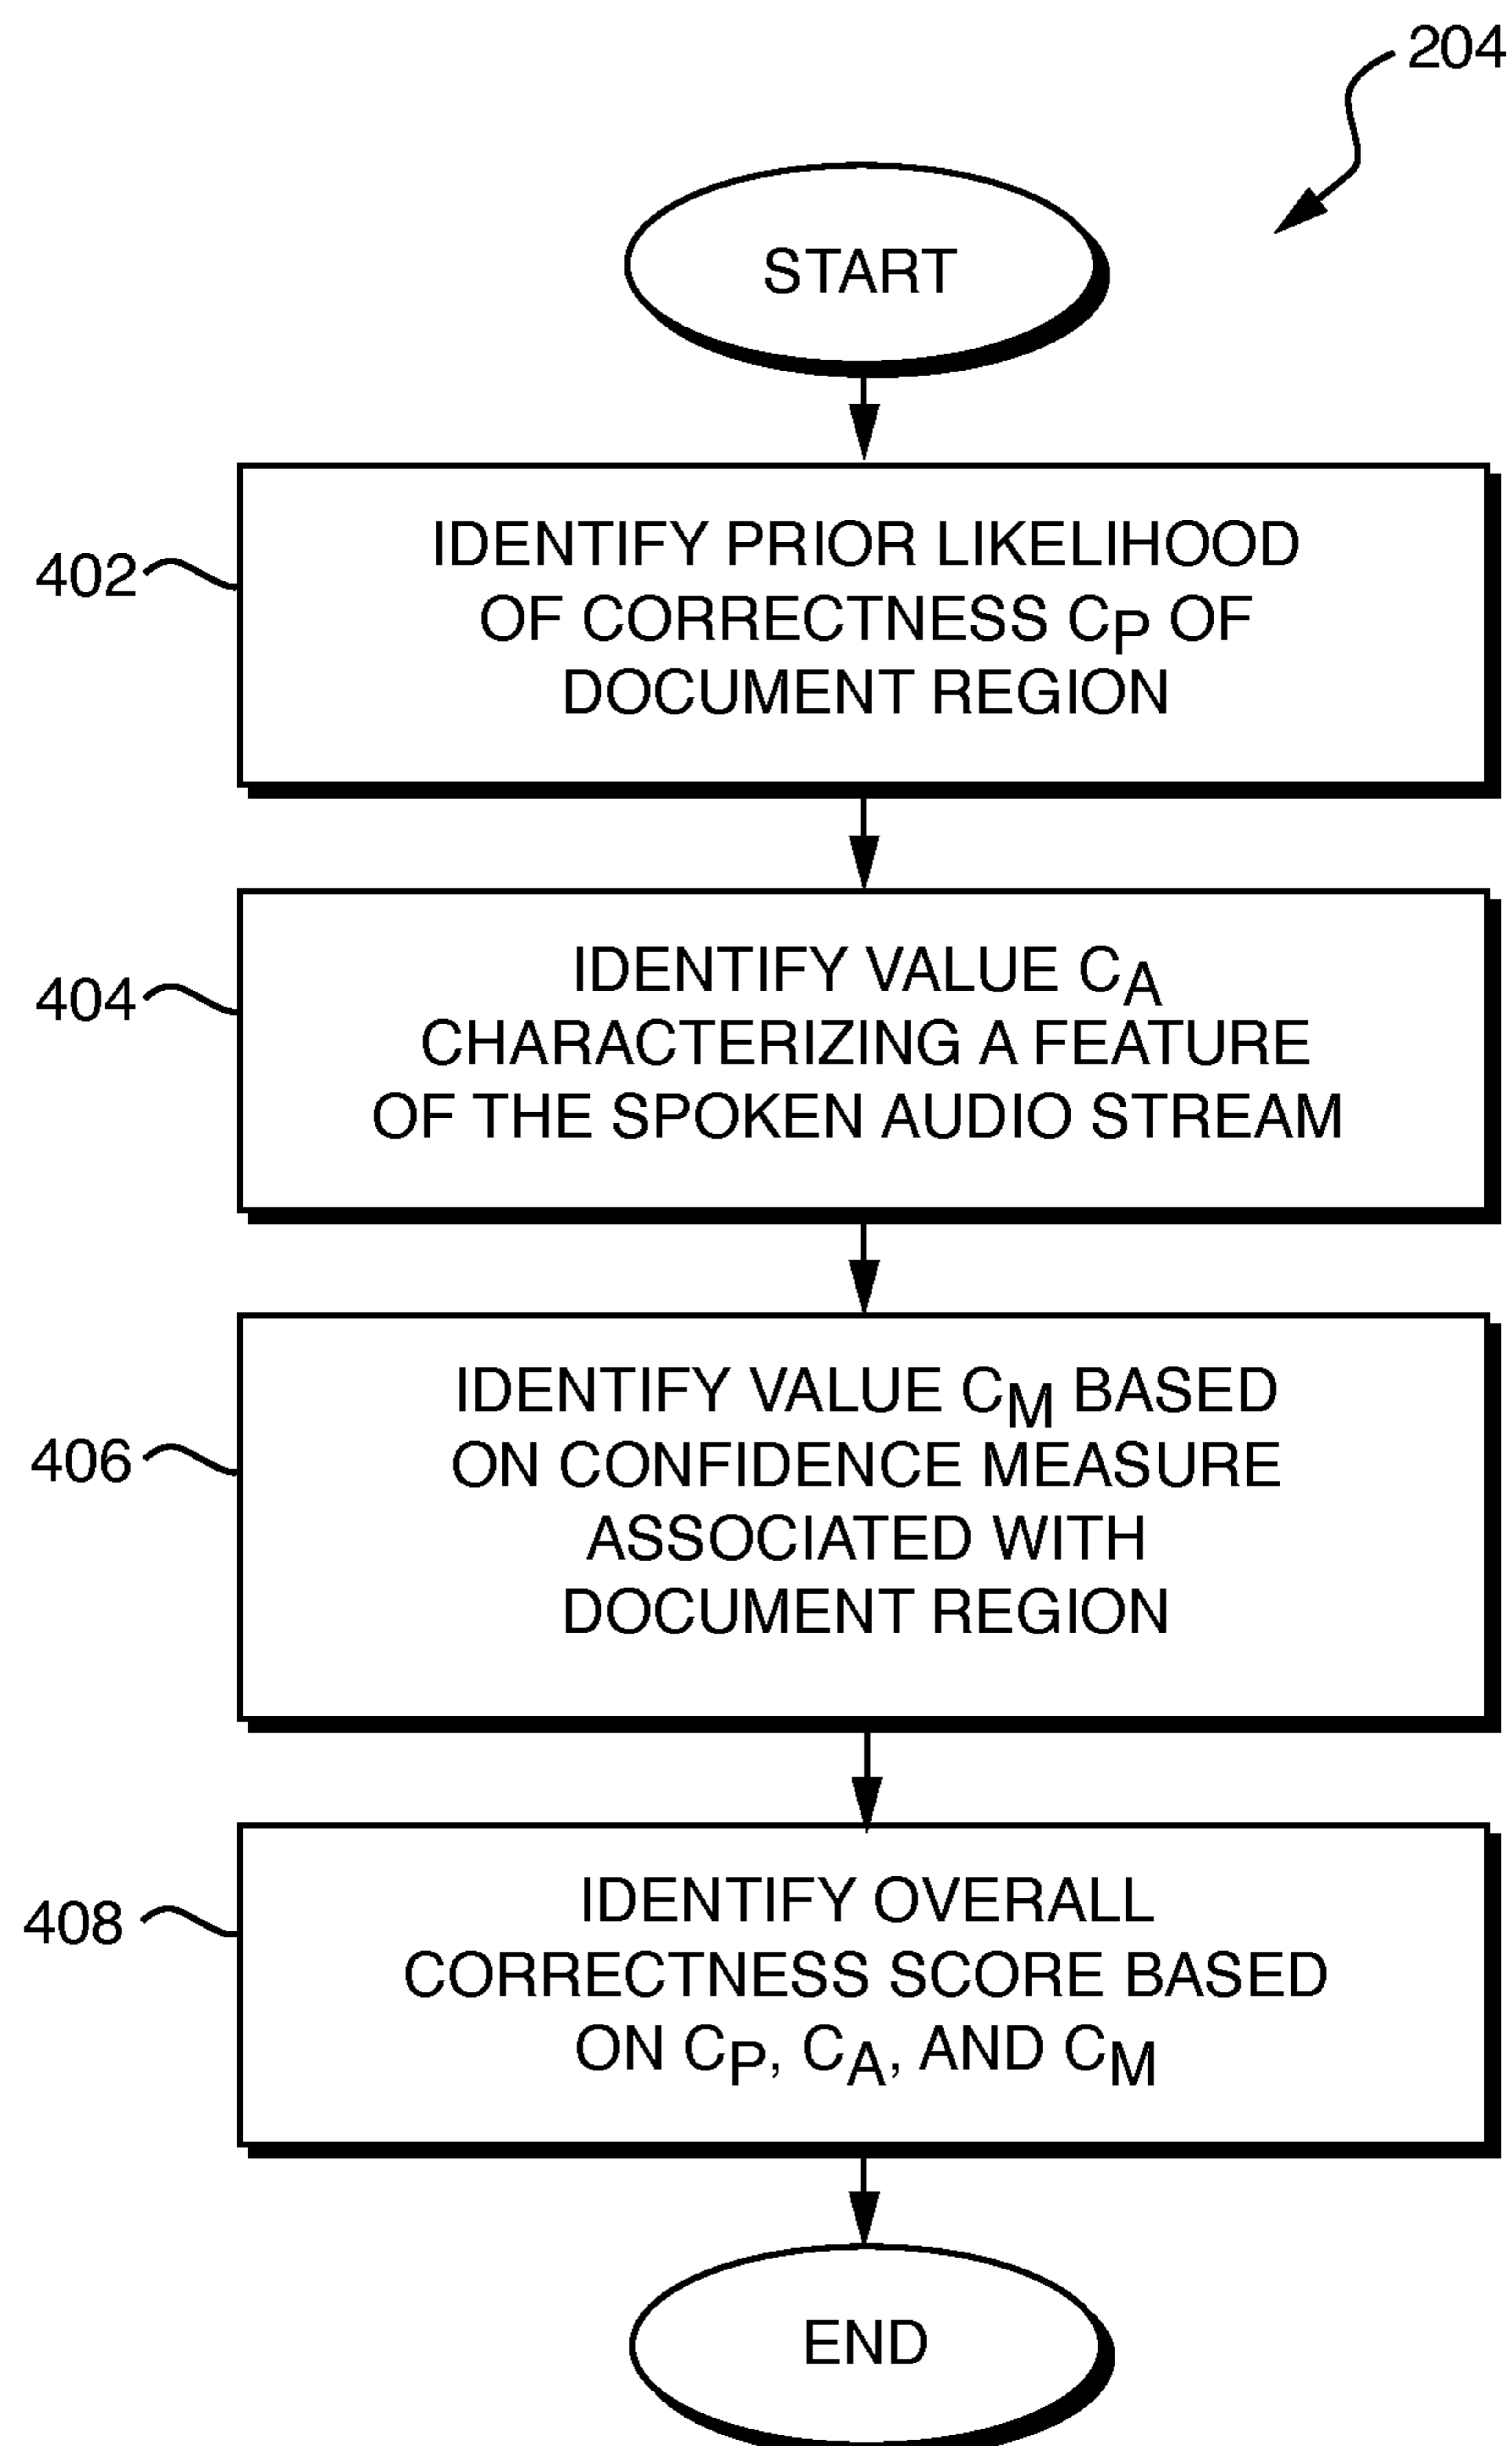 204
START
IDENTIFY PRIOR LIKELIHOOD
402
OF CORRECTNESS CP OF
DOCUMENT REGION
IDENTIFY VALUE CA
404
CHARACTERIZING A FEATURE
OF THE SPOKEN AUDIO STREAM
IDENTIFY VALUE CM BASED
406
ON CONFIDENCE MEASURE
ASSOCIATED WITH
DOCUMENT REGION
IDENTIFY OVERALL
408
CORRECTNESS SCORE BASED
ON CP, CA, AND CM
END